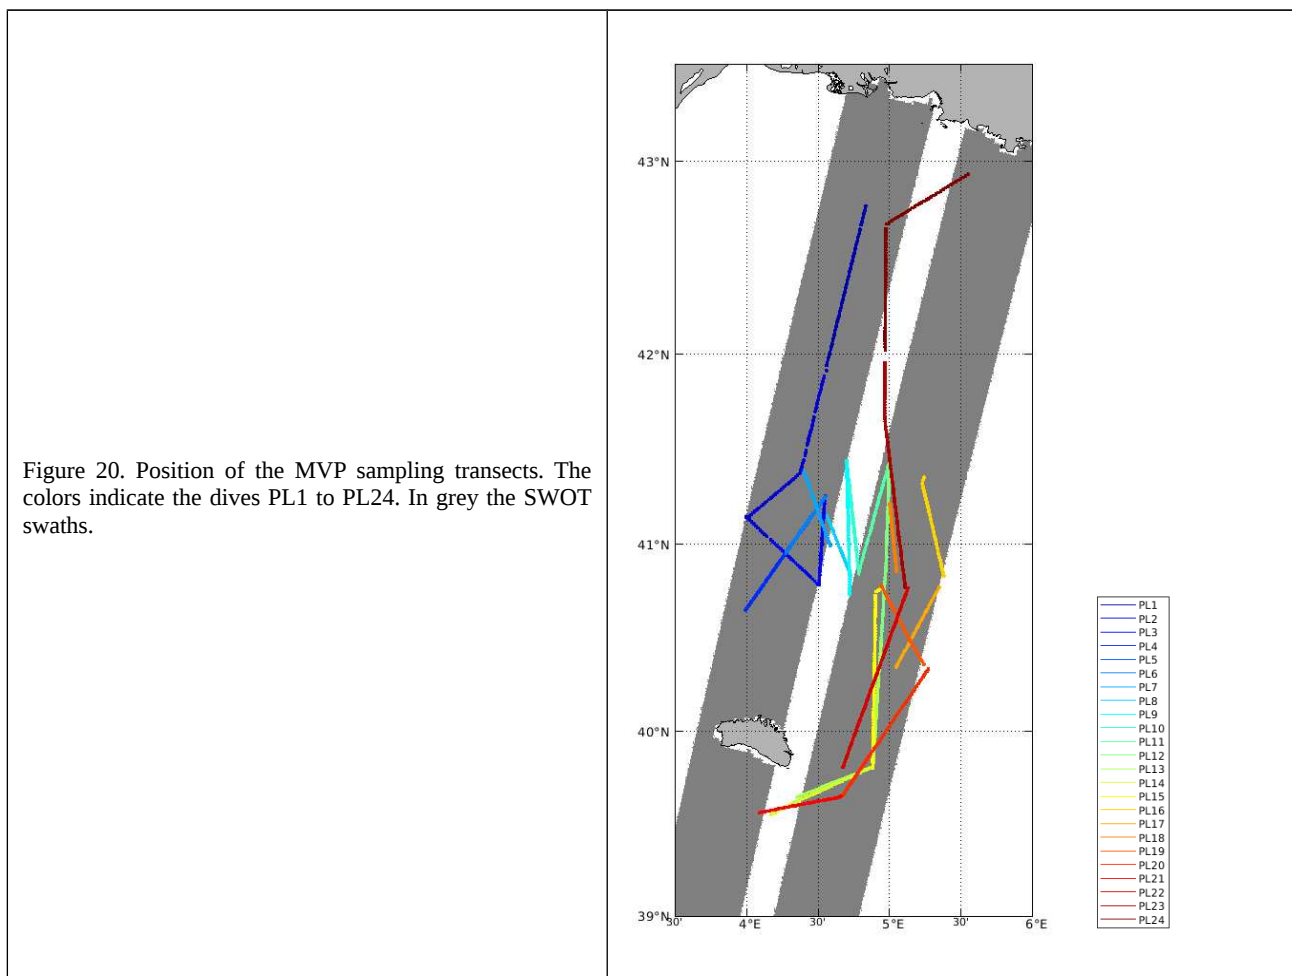 Figure 20. Position of the MVP sampling transects. The
colors indicate the dives PL1 to PL24. In grey the SWOT
swaths.
43°N
42°N
41°N
40°N
39°N
30'
4°E
30'
5°E
30'
6°E
PL1
PL2
PL3
PL4
PL5
PL6
PL7
PL8
PL9
PL10
PL11
PL12
PL13
PL14
PL15
PL16
PL17
PL18
PL19
PL20
PL21
PL22
PL23
PL24